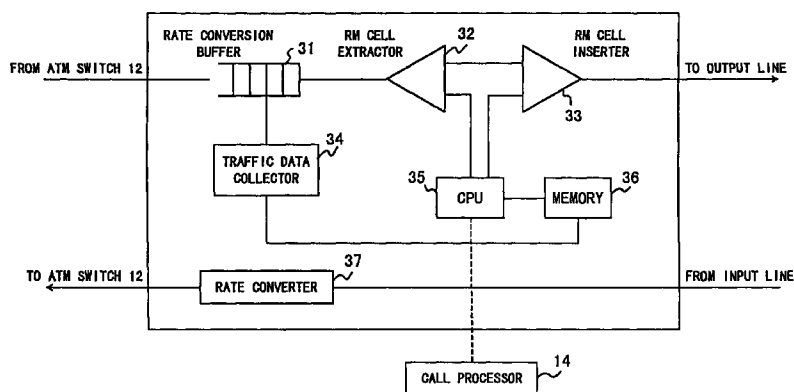 RATE CONVERSION
BUFFER
31
RM CELL
EXTRACTOR
32
RM CELL
INSERTER
33
FROM ATM SWITCH 12
TO OUTPUT LINE
34
TRAFFIC DATA
COLLECTOR
35
CPU
36
MEMORY
TO ATM SWITCH 12
37
RATE CONVERTER
FROM INPUT LINE
14
CALL PROCESSOR